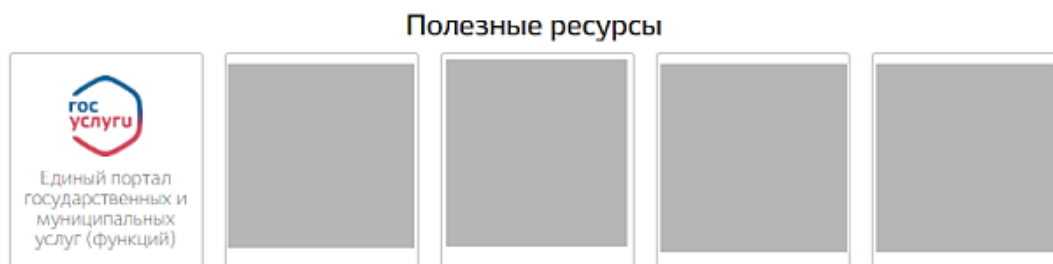 Полезные ресурсы
гос
услуги
Единый портал
государственных и
муниципальных
услуг (функций)